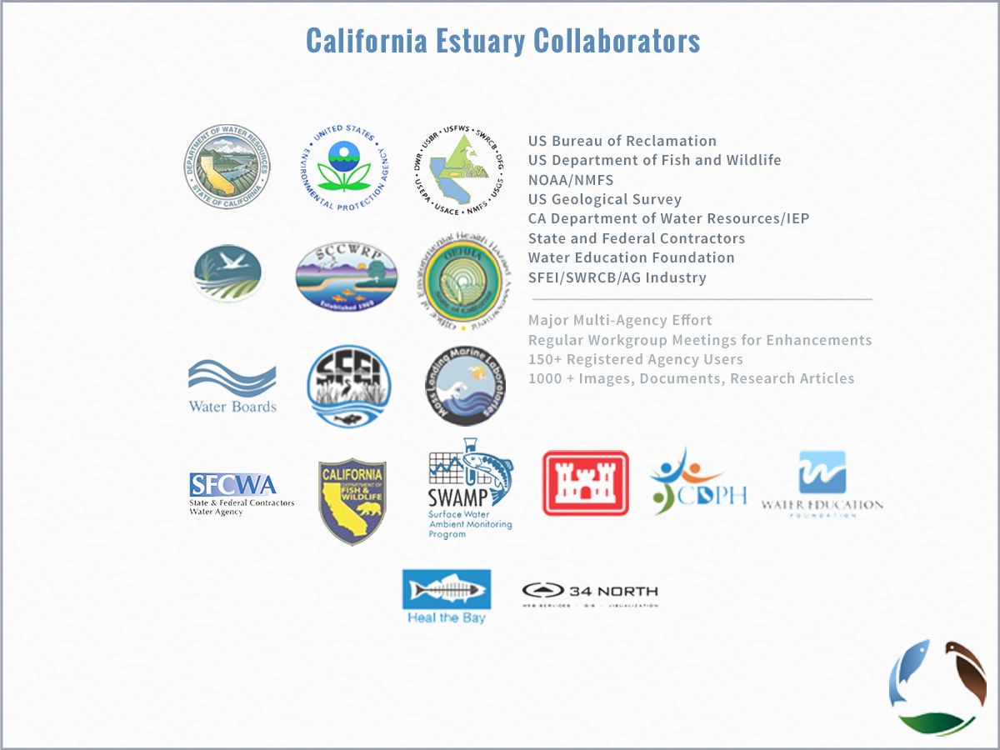 California Estuary Collaborators
DEPARTMENT OF WATER RESOURCES
• STATE OF CALIFORNIA •
UNITED STATES
• ENVIRONMENTAL PROTECTION AGENCY •
DWR • USBR • USFWS • SWRCB • DFG • USGS • NMFS • USACE • USEPA •
US Bureau of Reclamation
US Department of Fish and Wildlife
NOAA/NMFS
US Geological Survey
CA Department of Water Resources/IEP
State and Federal Contractors
Water Education Foundation
SFEI/SWRCB/AG Industry
SCCWRP
Established 1969
Office of Environmental Health Hazard Assessment
OEHHA
State of California
Major Multi-Agency Effort
Regular Workgroup Meetings for Enhancements
150+ Registered Agency Users
1000 + Images, Documents, Research Articles
Water Boards
SFEI
Moss Landing Marine Laboratories
SFCWA
State & Federal Contractors
Water Agency
CALIFORNIA
DEPARTMENT OF
FISH &
WILDLIFE
SWAMP
Surface Water
Ambient Monitoring
Program
CDPH
WATER EDUCATION
FOUNDATION
Heal the Bay
34 NORTH
WEB SERVICES · GIS · VISUALIZATION